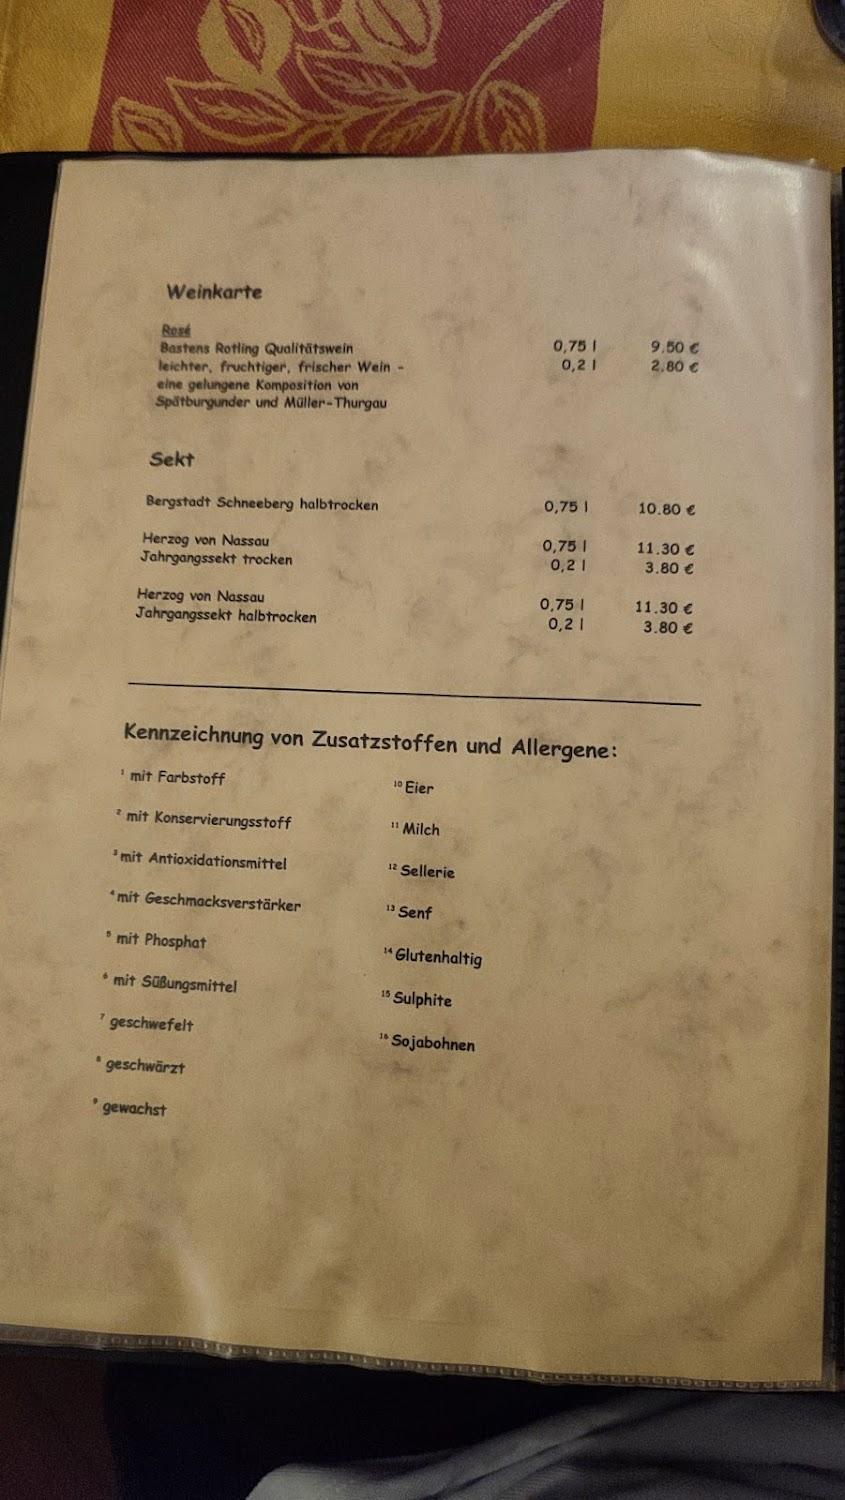 Weinkarte
Rosé
Bastens Rotling Qualitätswein 0,75 l 9.50 €
leichter, fruchtiger, frischer Wein - 0,2 l 2.80 €
eine gelungene Komposition von
Spätburgunder und Müller-Thurgau
Sekt
Bergstadt Schneeberg halbtrocken 0,75 l 10.80 €
Herzog von Nassau 0,75 l 11.30 €
Jahrgangssekt trocken 0,2 l 3.80 €
Herzog von Nassau 0,75 l 11.30 €
Jahrgangssekt halbtrocken 0,2 l 3.80 €
Kennzeichnung von Zusatzstoffen und Allergene:
¹ mit Farbstoff
² mit Konservierungsstoff
³ mit Antioxidationsmittel
⁴ mit Geschmacksverstärker
⁵ mit Phosphat
⁶ mit Süßungsmittel
⁷ geschwefelt
⁸ geschwärzt
⁹ gewachst
¹⁰ Eier
¹¹ Milch
¹² Sellerie
¹³ Senf
¹⁴ Glutenhaltig
¹⁵ Sulphite
¹⁶ Sojabohnen